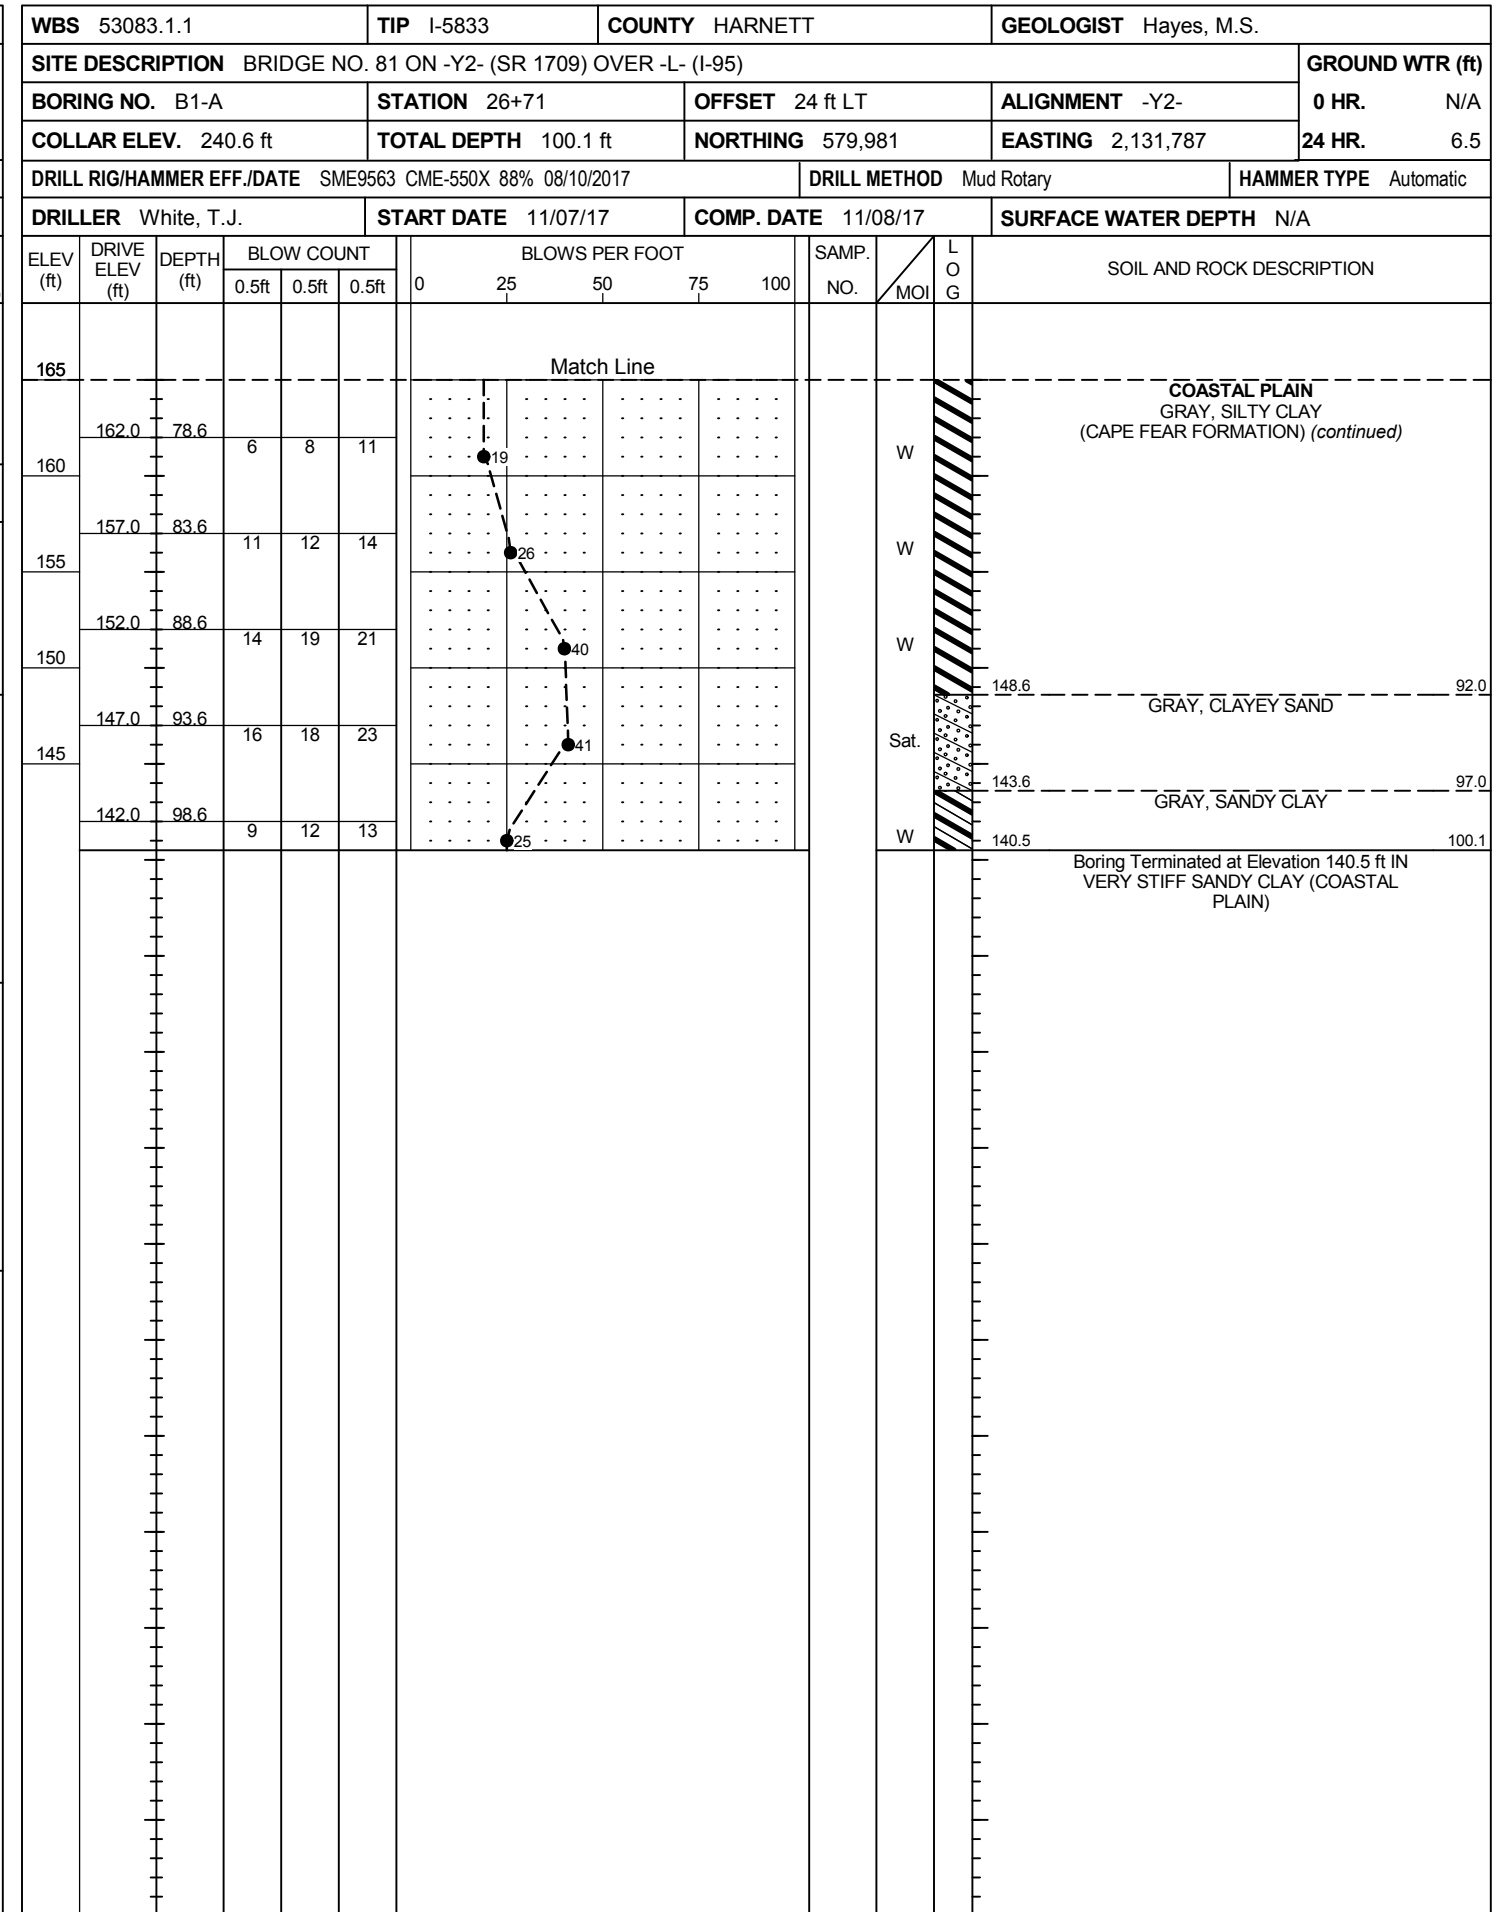 WBS 53083.1.1 TIP I-5833 COUNTY HARNETT GEOLOGIST Hayes, M.S.
SITE DESCRIPTION BRIDGE NO. 81 ON -Y2- (SR 1709) OVER -L- (I-95) GROUND WTR (ft)
BORING NO. B1-A STATION 26+71 OFFSET 24 ft LT ALIGNMENT -Y2- 0 HR. N/A
COLLAR ELEV. 240.6 ft TOTAL DEPTH 100.1 ft NORTHING 579,981 EASTING 2,131,787 24 HR. 6.5
DRILL RIG/HAMMER EFF./DATE SME9563 CME-550X 88% 08/10/2017 DRILL METHOD Mud Rotary HAMMER TYPE Automatic
DRILLER White, T.J. START DATE 11/07/17 COMP. DATE 11/08/17 SURFACE WATER DEPTH N/A
ELEV (ft) DRIVE ELEV (ft) DEPTH (ft) BLOW COUNT BLOWS PER FOOT SAMP. NO. MOI LOG SOIL AND ROCK DESCRIPTION
0.5ft 0.5ft 0.5ft 0 25 50 75 100
165 Match Line
COASTAL PLAIN
GRAY, SILTY CLAY
(CAPE FEAR FORMATION) (continued)
162.0 78.6 6 8 11 19 W
160
157.0 83.6 11 12 14 26 W
155
152.0 88.6 14 19 21 40 W
150
148.6 92.0
GRAY, CLAYEY SAND
147.0 93.6 16 18 23 41 Sat.
145
143.6 97.0
GRAY, SANDY CLAY
142.0 98.6 9 12 13 25 W
140.5 100.1
Boring Terminated at Elevation 140.5 ft IN
VERY STIFF SANDY CLAY (COASTAL
PLAIN)